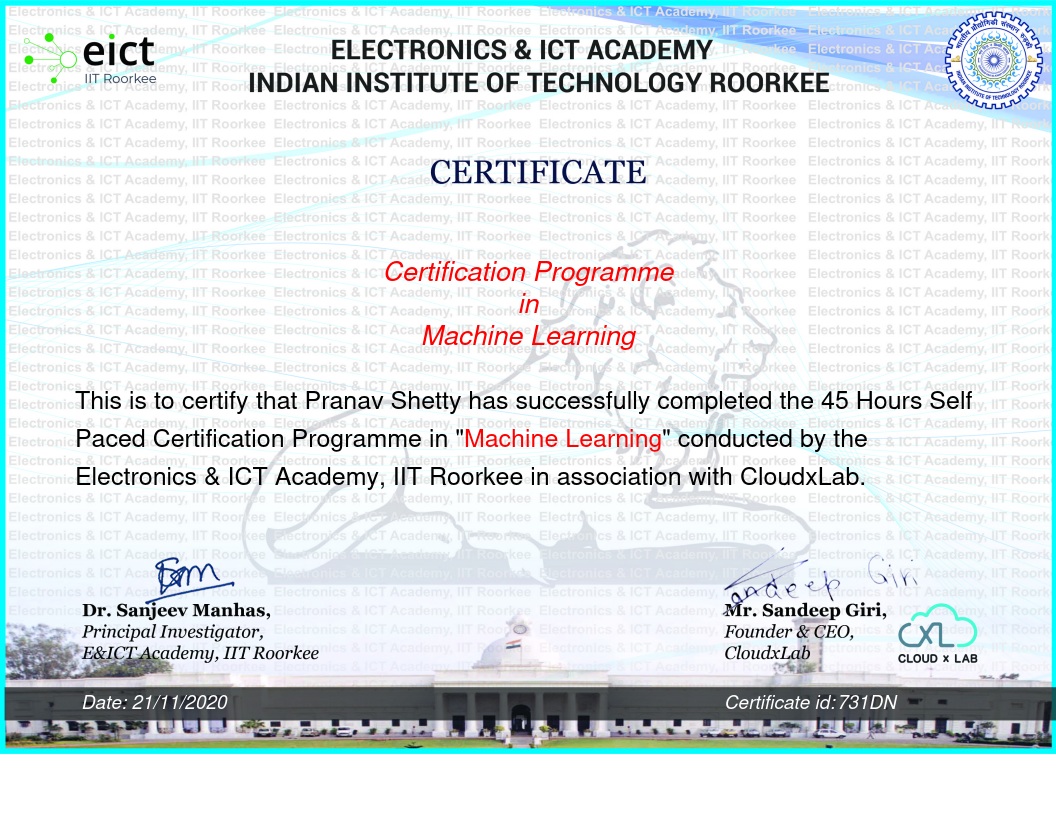 eict
IIT Roorkee
ELECTRONICS & ICT ACADEMY
INDIAN INSTITUTE OF TECHNOLOGY ROORKEE
CERTIFICATE
Certification Programme
in
Machine Learning
This is to certify that Pranav Shetty has successfully completed the 45 Hours Self
Paced Certification Programme in "Machine Learning" conducted by the
Electronics & ICT Academy, IIT Roorkee in association with CloudxLab.
Sandeep Giri
Dr. Sanjeev Manhas,
Principal Investigator,
E&ICT Academy, IIT Roorkee
Mr. Sandeep Giri,
Founder & CEO,
CloudxLab
CLOUD x LAB
Date: 21/11/2020
Certificate id: 731DN